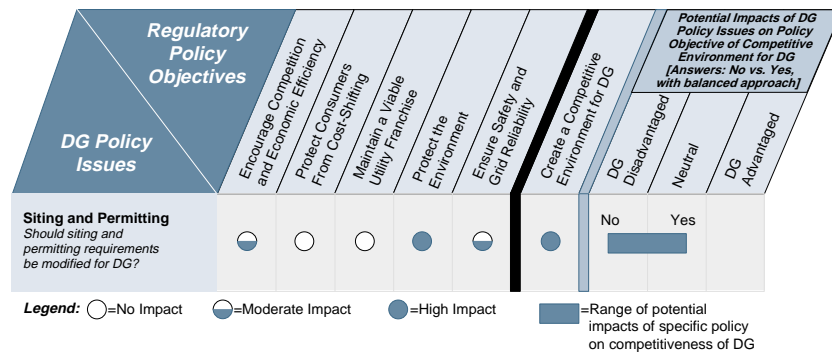 Regulatory
Policy
Objectives
DG Policy
Issues
Encourage Competition
and Economic Efficiency
Protect Consumers
From Cost-Shifting
Maintain a Viable
Utility Franchise
Protect the
Environment
Ensure Safety and
Grid Reliability
Create a Competitive
Environment for DG
Potential Impacts of DG
Policy Issues on Policy
Objective of Competitive
Environment for DG
[Answers: No vs. Yes,
with balanced approach]
DG
Disadvantaged
Neutral
DG
Advantaged
Siting and Permitting
Should siting and
permitting requirements
be modified for DG?
No Yes
Legend: =No Impact =Moderate Impact =High Impact =Range of potential
impacts of specific policy
on competitiveness of DG